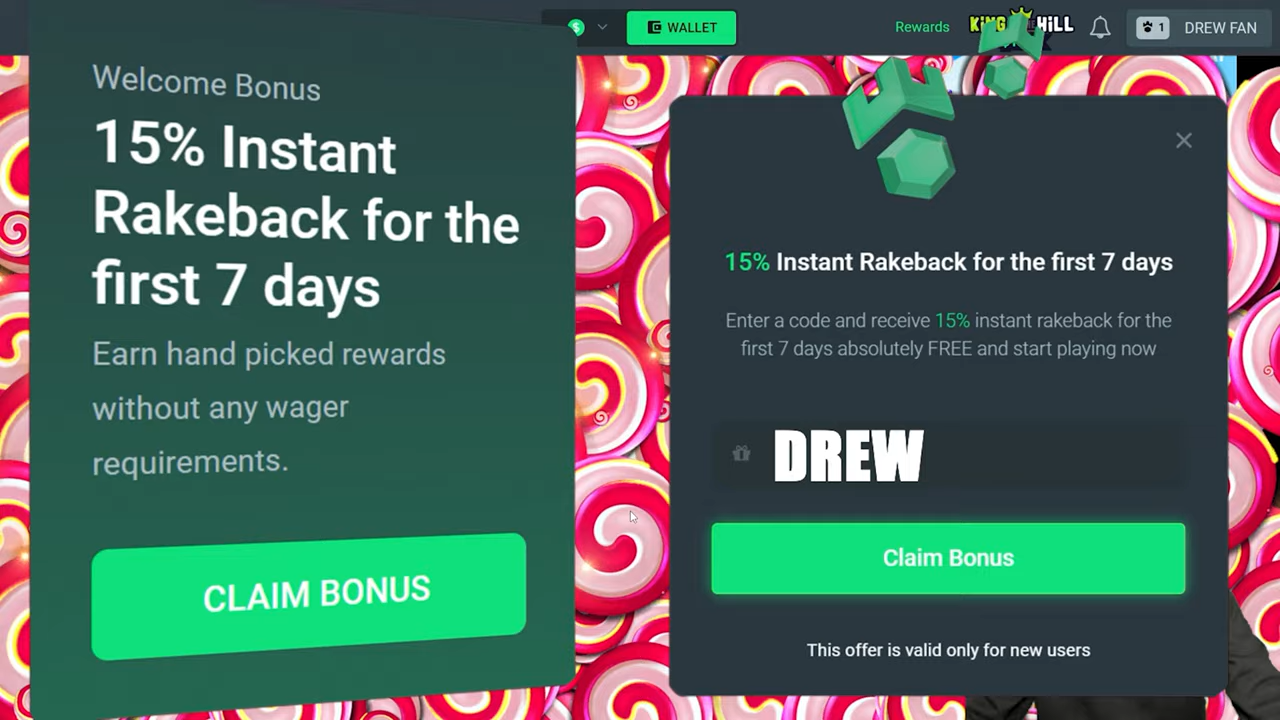 WALLET
Rewards
KING HILL
1
DREW FAN
Welcome Bonus
15% Instant
Rakeback for the
first 7 days
Earn hand picked rewards
without any wager
requirements.
CLAIM BONUS
15% Instant Rakeback for the first 7 days
Enter a code and receive 15% instant rakeback for the
first 7 days absolutely FREE and start playing now
DREW
Claim Bonus
This offer is valid only for new users